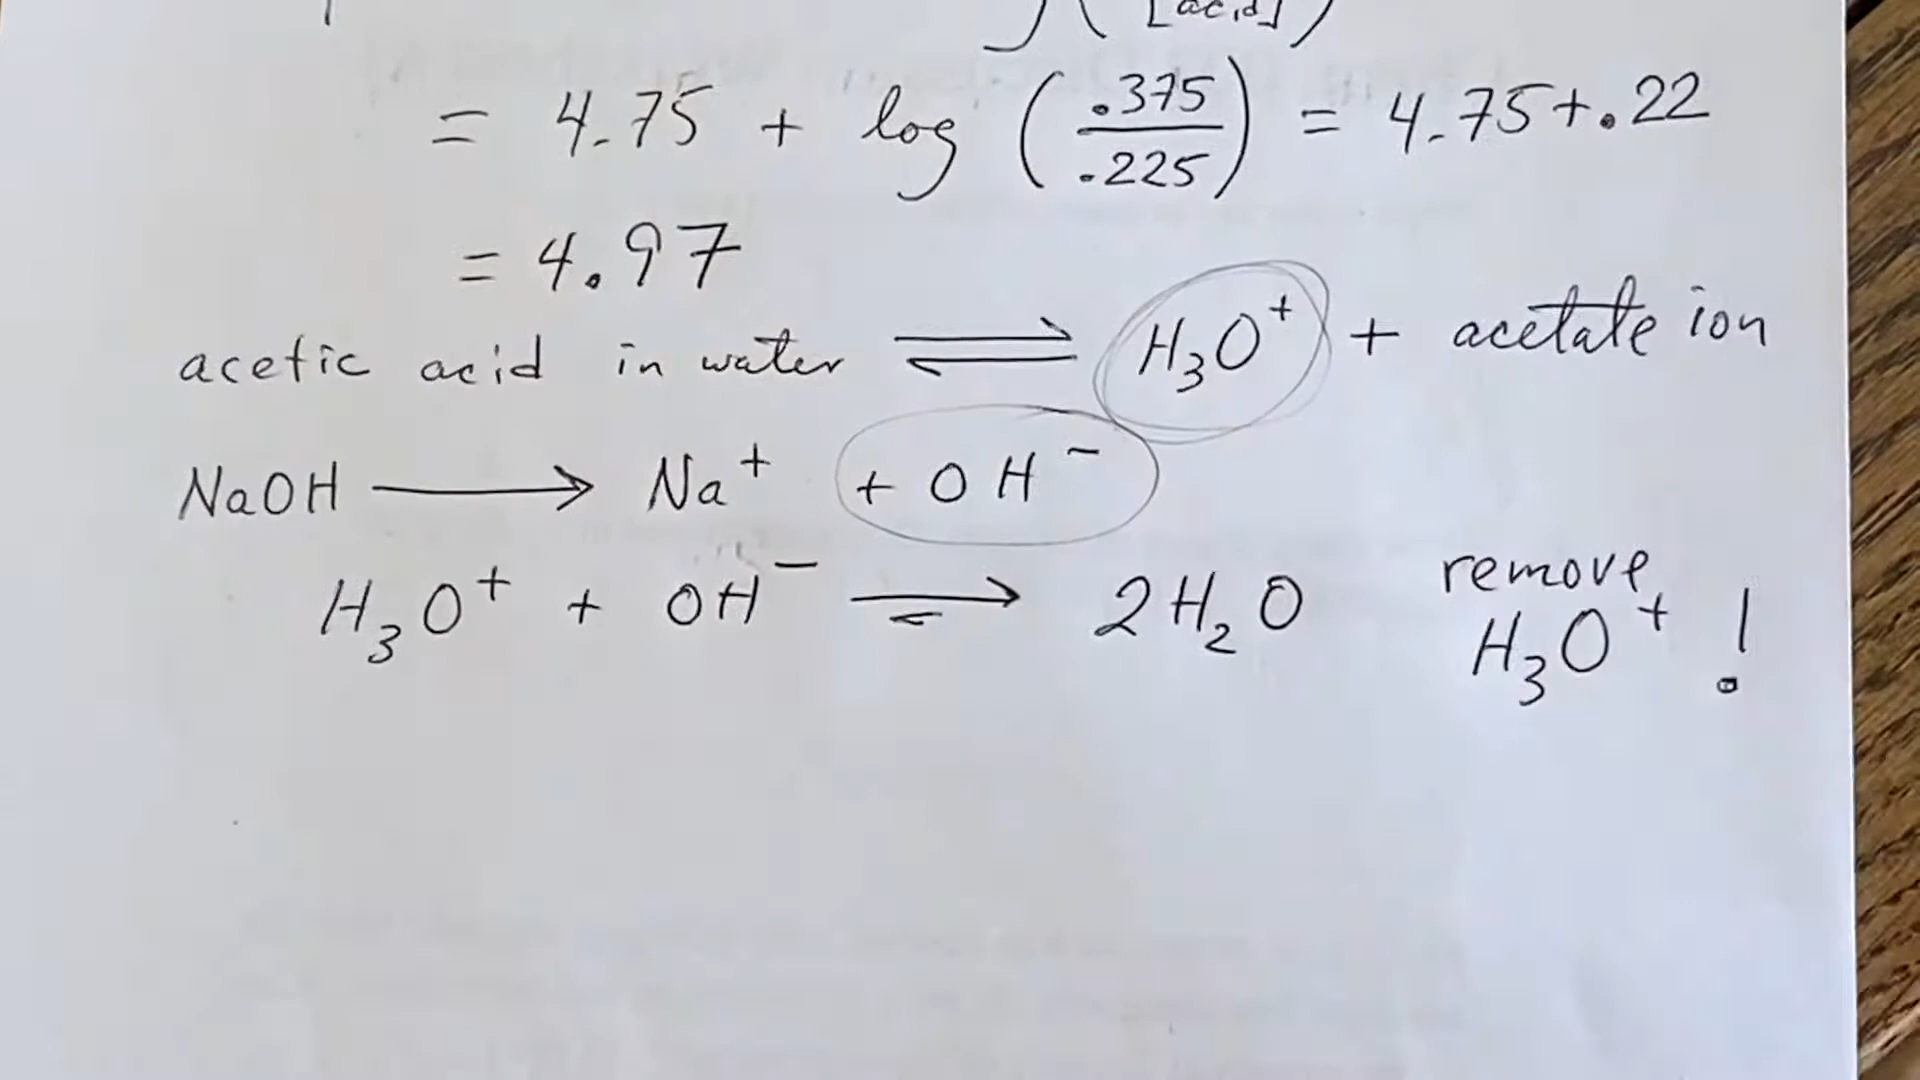 [acid]
= 4.75 + log (.375/.225) = 4.75+.22
= 4.97
acetic acid in water ⇌ H₃O⁺ + acetate ion
NaOH ⟶ Na⁺ + OH⁻
H₃O⁺ + OH⁻ ⇌ 2H₂O
remove
H₃O⁺ !